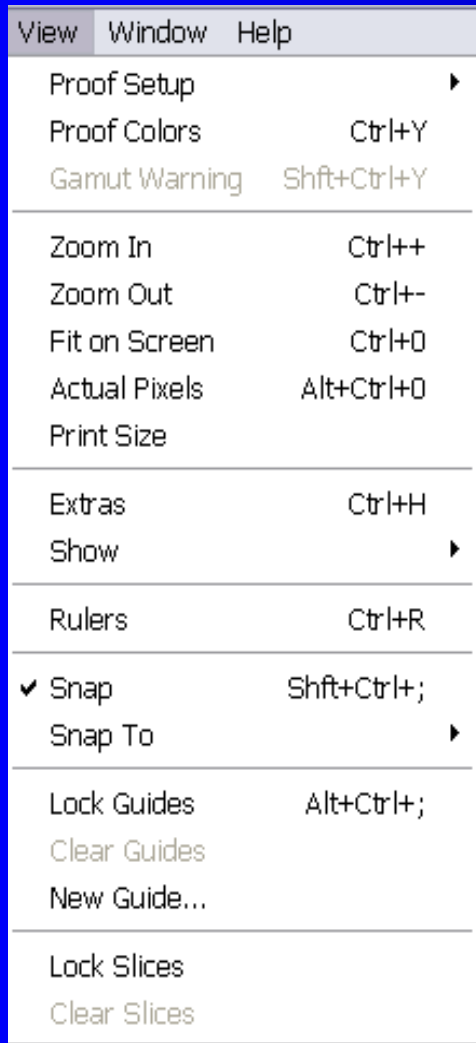 View Window Help
Proof Setup
Proof Colors Ctrl+Y
Gamut Warning Shft+Ctrl+Y
Zoom In Ctrl++
Zoom Out Ctrl+-
Fit on Screen Ctrl+0
Actual Pixels Alt+Ctrl+0
Print Size
Extras Ctrl+H
Show
Rulers Ctrl+R
Snap Shft+Ctrl+;
Snap To
Lock Guides Alt+Ctrl+;
Clear Guides
New Guide...
Lock Slices
Clear Slices